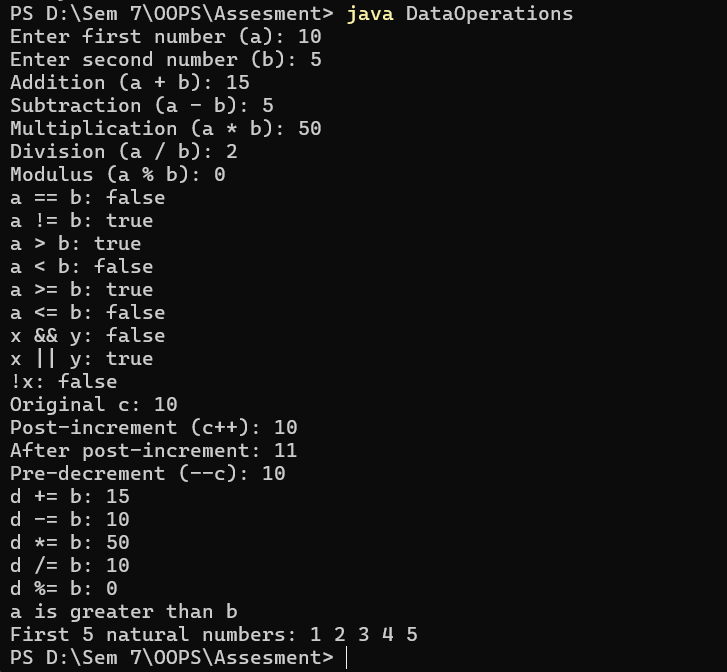 PS D:\Sem 7\OOPS\Assesment> java DataOperations
Enter first number (a): 10
Enter second number (b): 5
Addition (a + b): 15
Subtraction (a - b): 5
Multiplication (a * b): 50
Division (a / b): 2
Modulus (a % b): 0
a == b: false
a != b: true
a > b: true
a < b: false
a >= b: true
a <= b: false
x && y: false
x || y: true
!x: false
Original c: 10
Post-increment (c++): 10
After post-increment: 11
Pre-decrement (--c): 10
d += b: 15
d -= b: 10
d *= b: 50
d /= b: 10
d %= b: 0
a is greater than b
First 5 natural numbers: 1 2 3 4 5
PS D:\Sem 7\OOPS\Assesment>